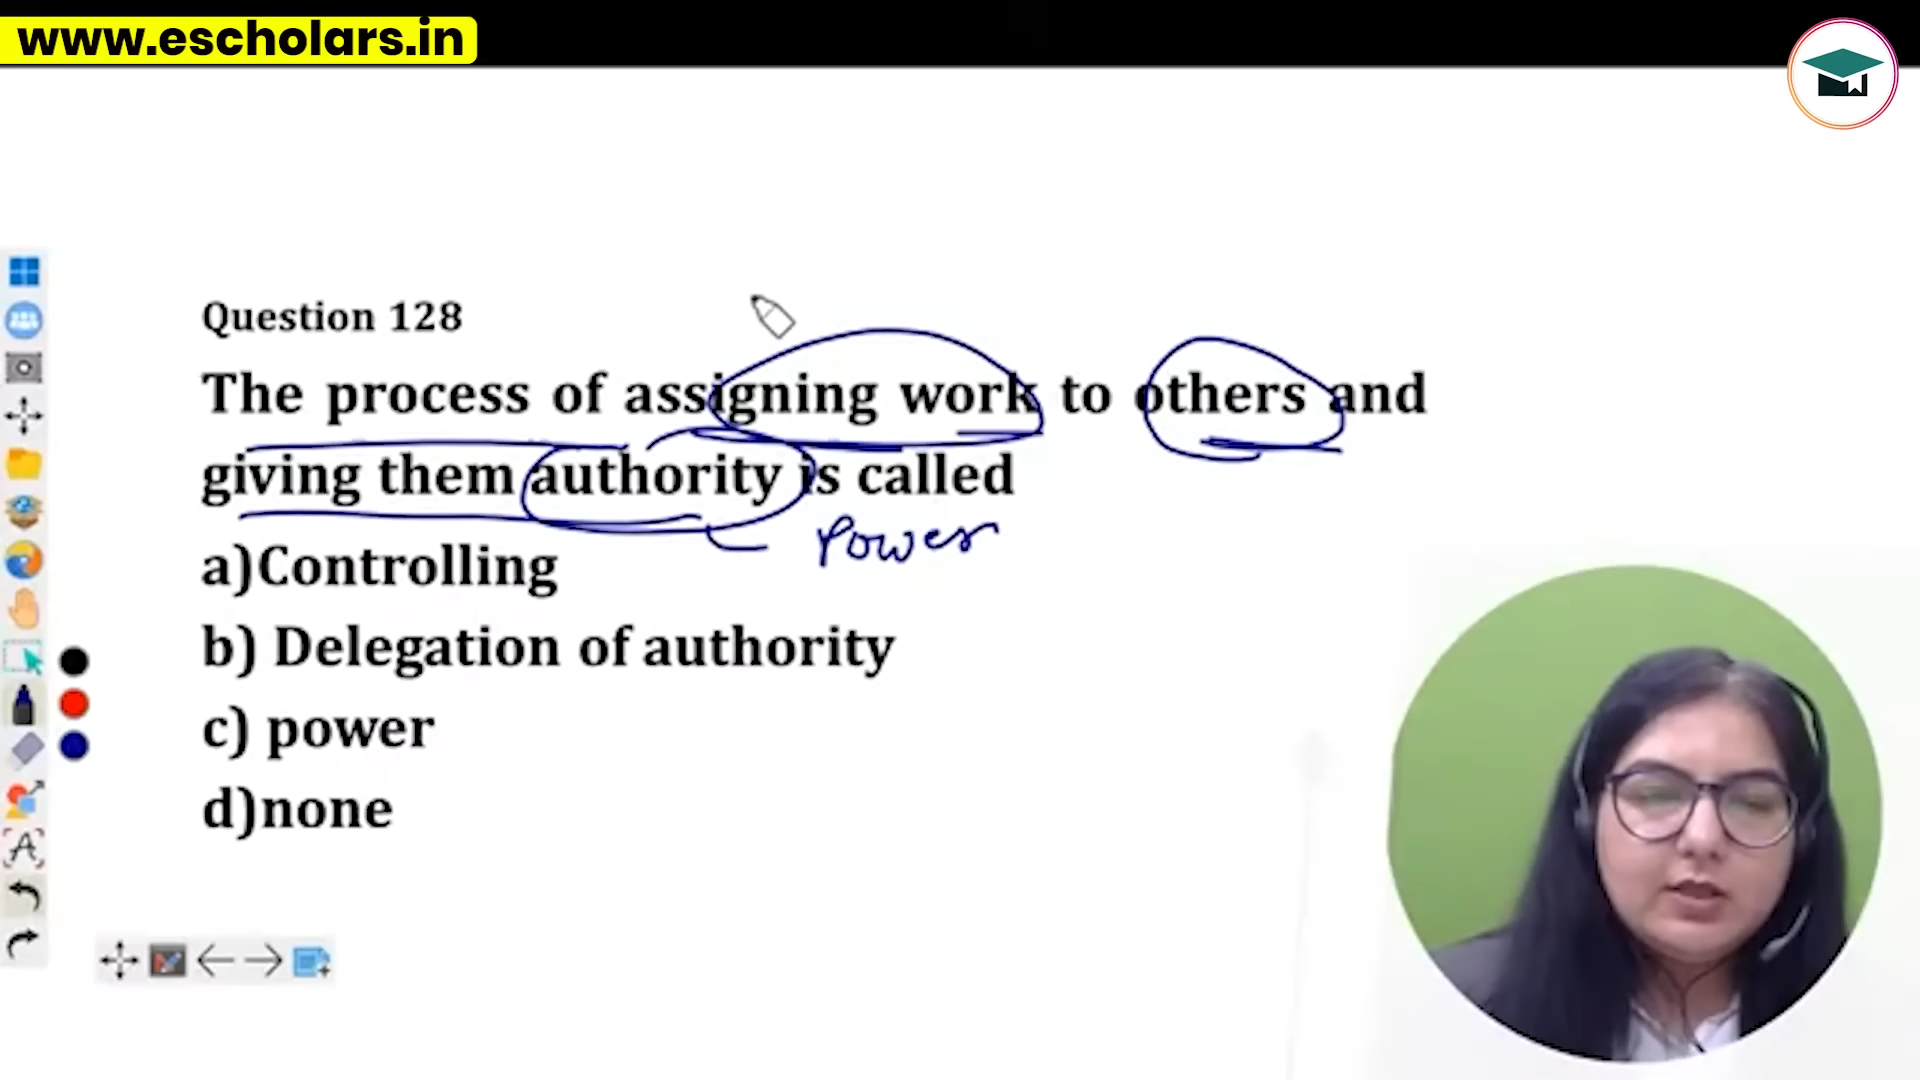 www.escholars.in
Question 128
The process of assigning work to others and
giving them authority is called
Power
a)Controlling
b) Delegation of authority
c) power
d)none